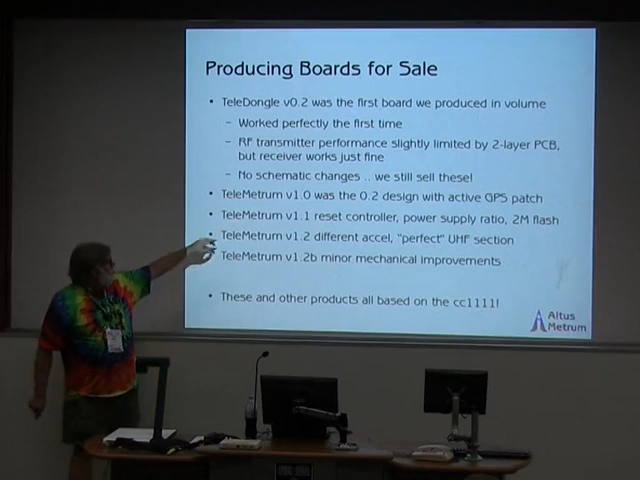 Producing Boards for Sale
• TeleDongle v0.2 was the first board we produced in volume
– Worked perfectly the first time
– RF transmitter performance slightly limited by 2-layer PCB,
but receiver works just fine
– No schematic changes .. we still sell these!
• TeleMetrum v1.0 was the 0.2 design with active GPS patch
• TeleMetrum v1.1 reset controller, power supply ratio, 2M flash
• TeleMetrum v1.2 different accel, "perfect" UHF section
• TeleMetrum v1.2b minor mechanical improvements
• These and other products all based on the cc1111!
Altus
Metrum